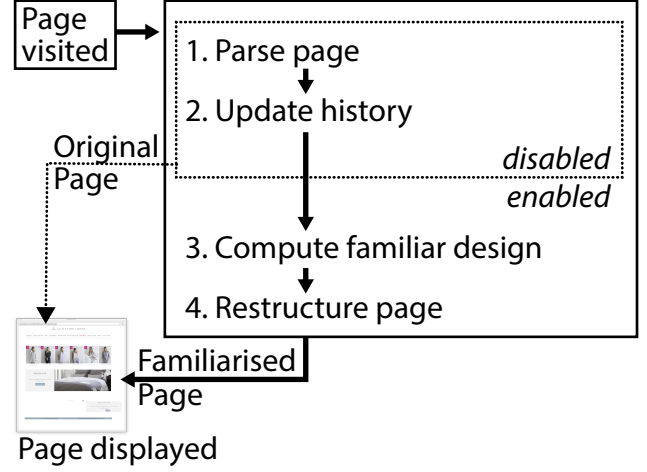 Page
visited
1. Parse page
2. Update history
Original
Page
disabled
enabled
3. Compute familiar design
4. Restructure page
Familiarised
Page
Page displayed